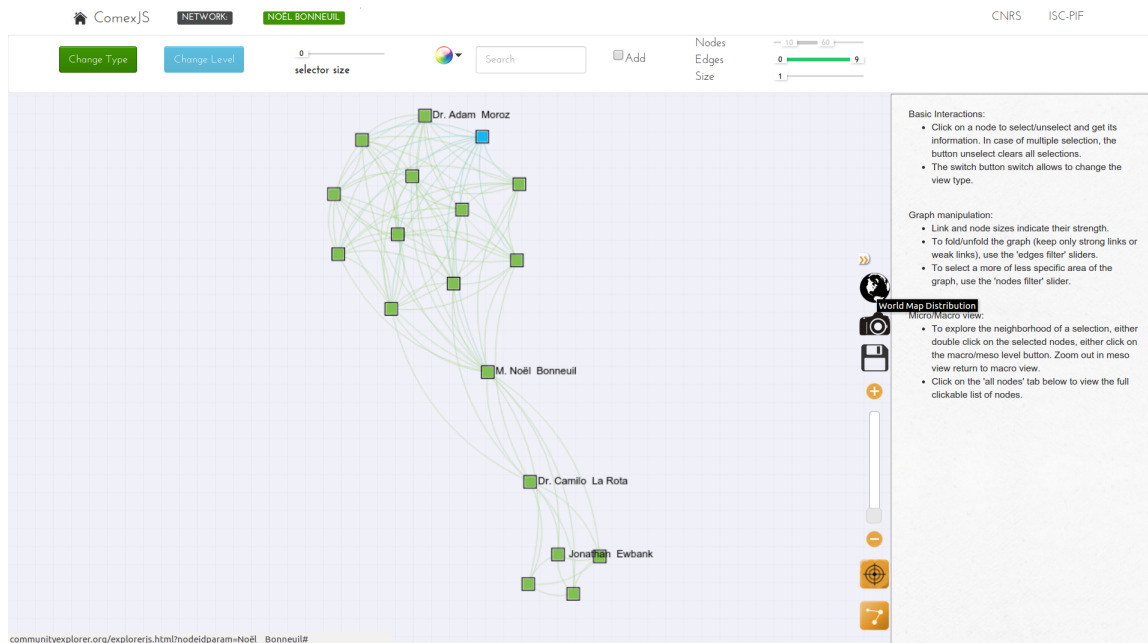 ComexJS NETWORK: NOËL BONNEUIL CNRS ISC-PIF
Change Type Change Level 0 selector size Search Add
Nodes 10 60
Edges 0 9
Size 1
Dr. Adam Moroz
M. Noël Bonneuil
Dr. Camilo La Rota
Jonathan Ewbank
World Map Distribution
Basic Interactions:
Click on a node to select/unselect and get its
information. In case of multiple selection, the
button unselect clears all selections.
The switch button switch allows to change the
view type.
Graph manipulation:
Link and node sizes indicate their strength.
To fold/unfold the graph (keep only strong links or
weak links), use the 'edges filter' sliders.
To select a more of less specific area of the
graph, use the 'nodes filter' slider.
Micro/Macro view:
To explore the neighborhood of a selection, either
double click on the selected nodes, either click on
the macro/meso level button. Zoom out in meso
view return to macro view.
Click on the 'all nodes' tab below to view the full
clickable list of nodes.
communityexplorer.org/explorerjs.html?nodeidparam=Noël__Bonneuil#